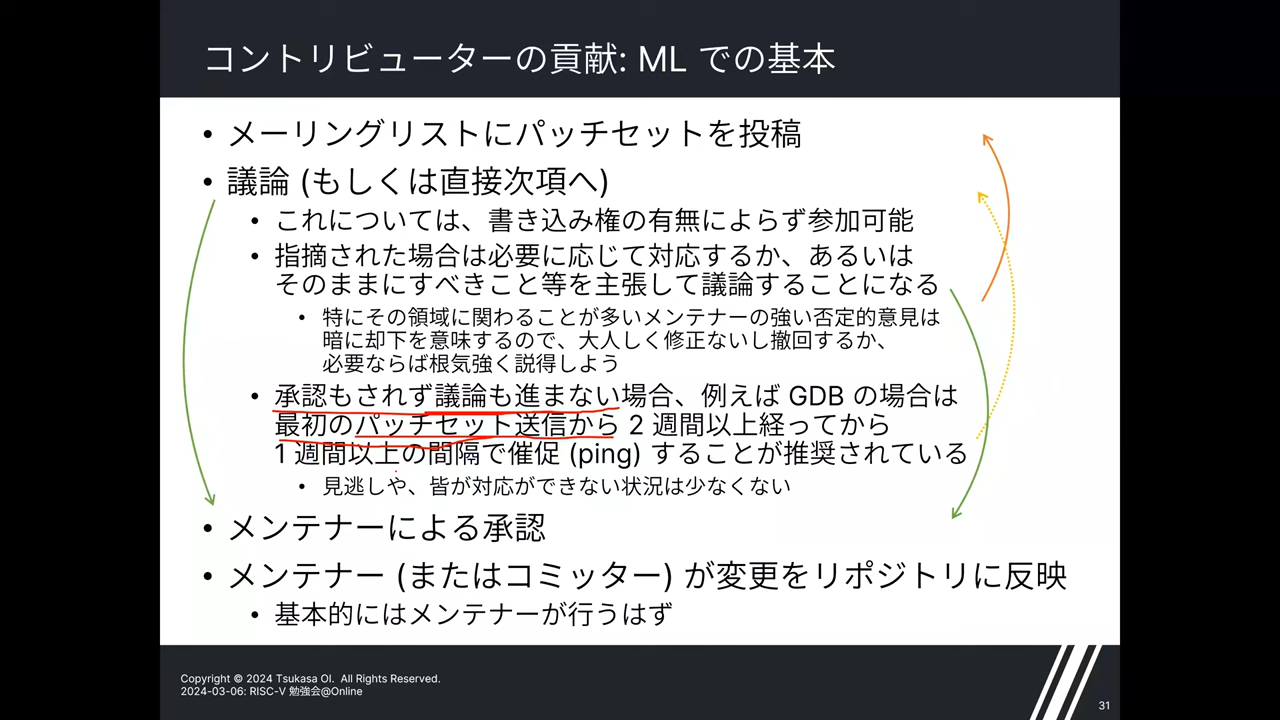 コントリビューターの貢献: ML での基本
• メーリングリストにパッチセットを投稿
• 議論 (もしくは直接次項へ)
• これについては、書き込み権の有無によらず参加可能
• 指摘された場合は必要に応じて対応するか、あるいは
そのままにすべきこと等を主張して議論することになる
• 特にその領域に関わることが多いメンテナーの強い否定的意見は
暗に却下を意味するので、大人しく修正ないし撤回するか、
必要ならば根気強く説得しよう
• 承認もされず議論も進まない場合、例えば GDB の場合は
最初のパッチセット送信から 2 週間以上経ってから
1 週間以上の間隔で催促 (ping) することが推奨されている
• 見逃しや、皆が対応ができない状況は少なくない
• メンテナーによる承認
• メンテナー (またはコミッター) が変更をリポジトリに反映
• 基本的にはメンテナーが行うはず
Copyright © 2024 Tsukasa OI. All Rights Reserved.
2024-03-06: RISC-V 勉強会@Online
31